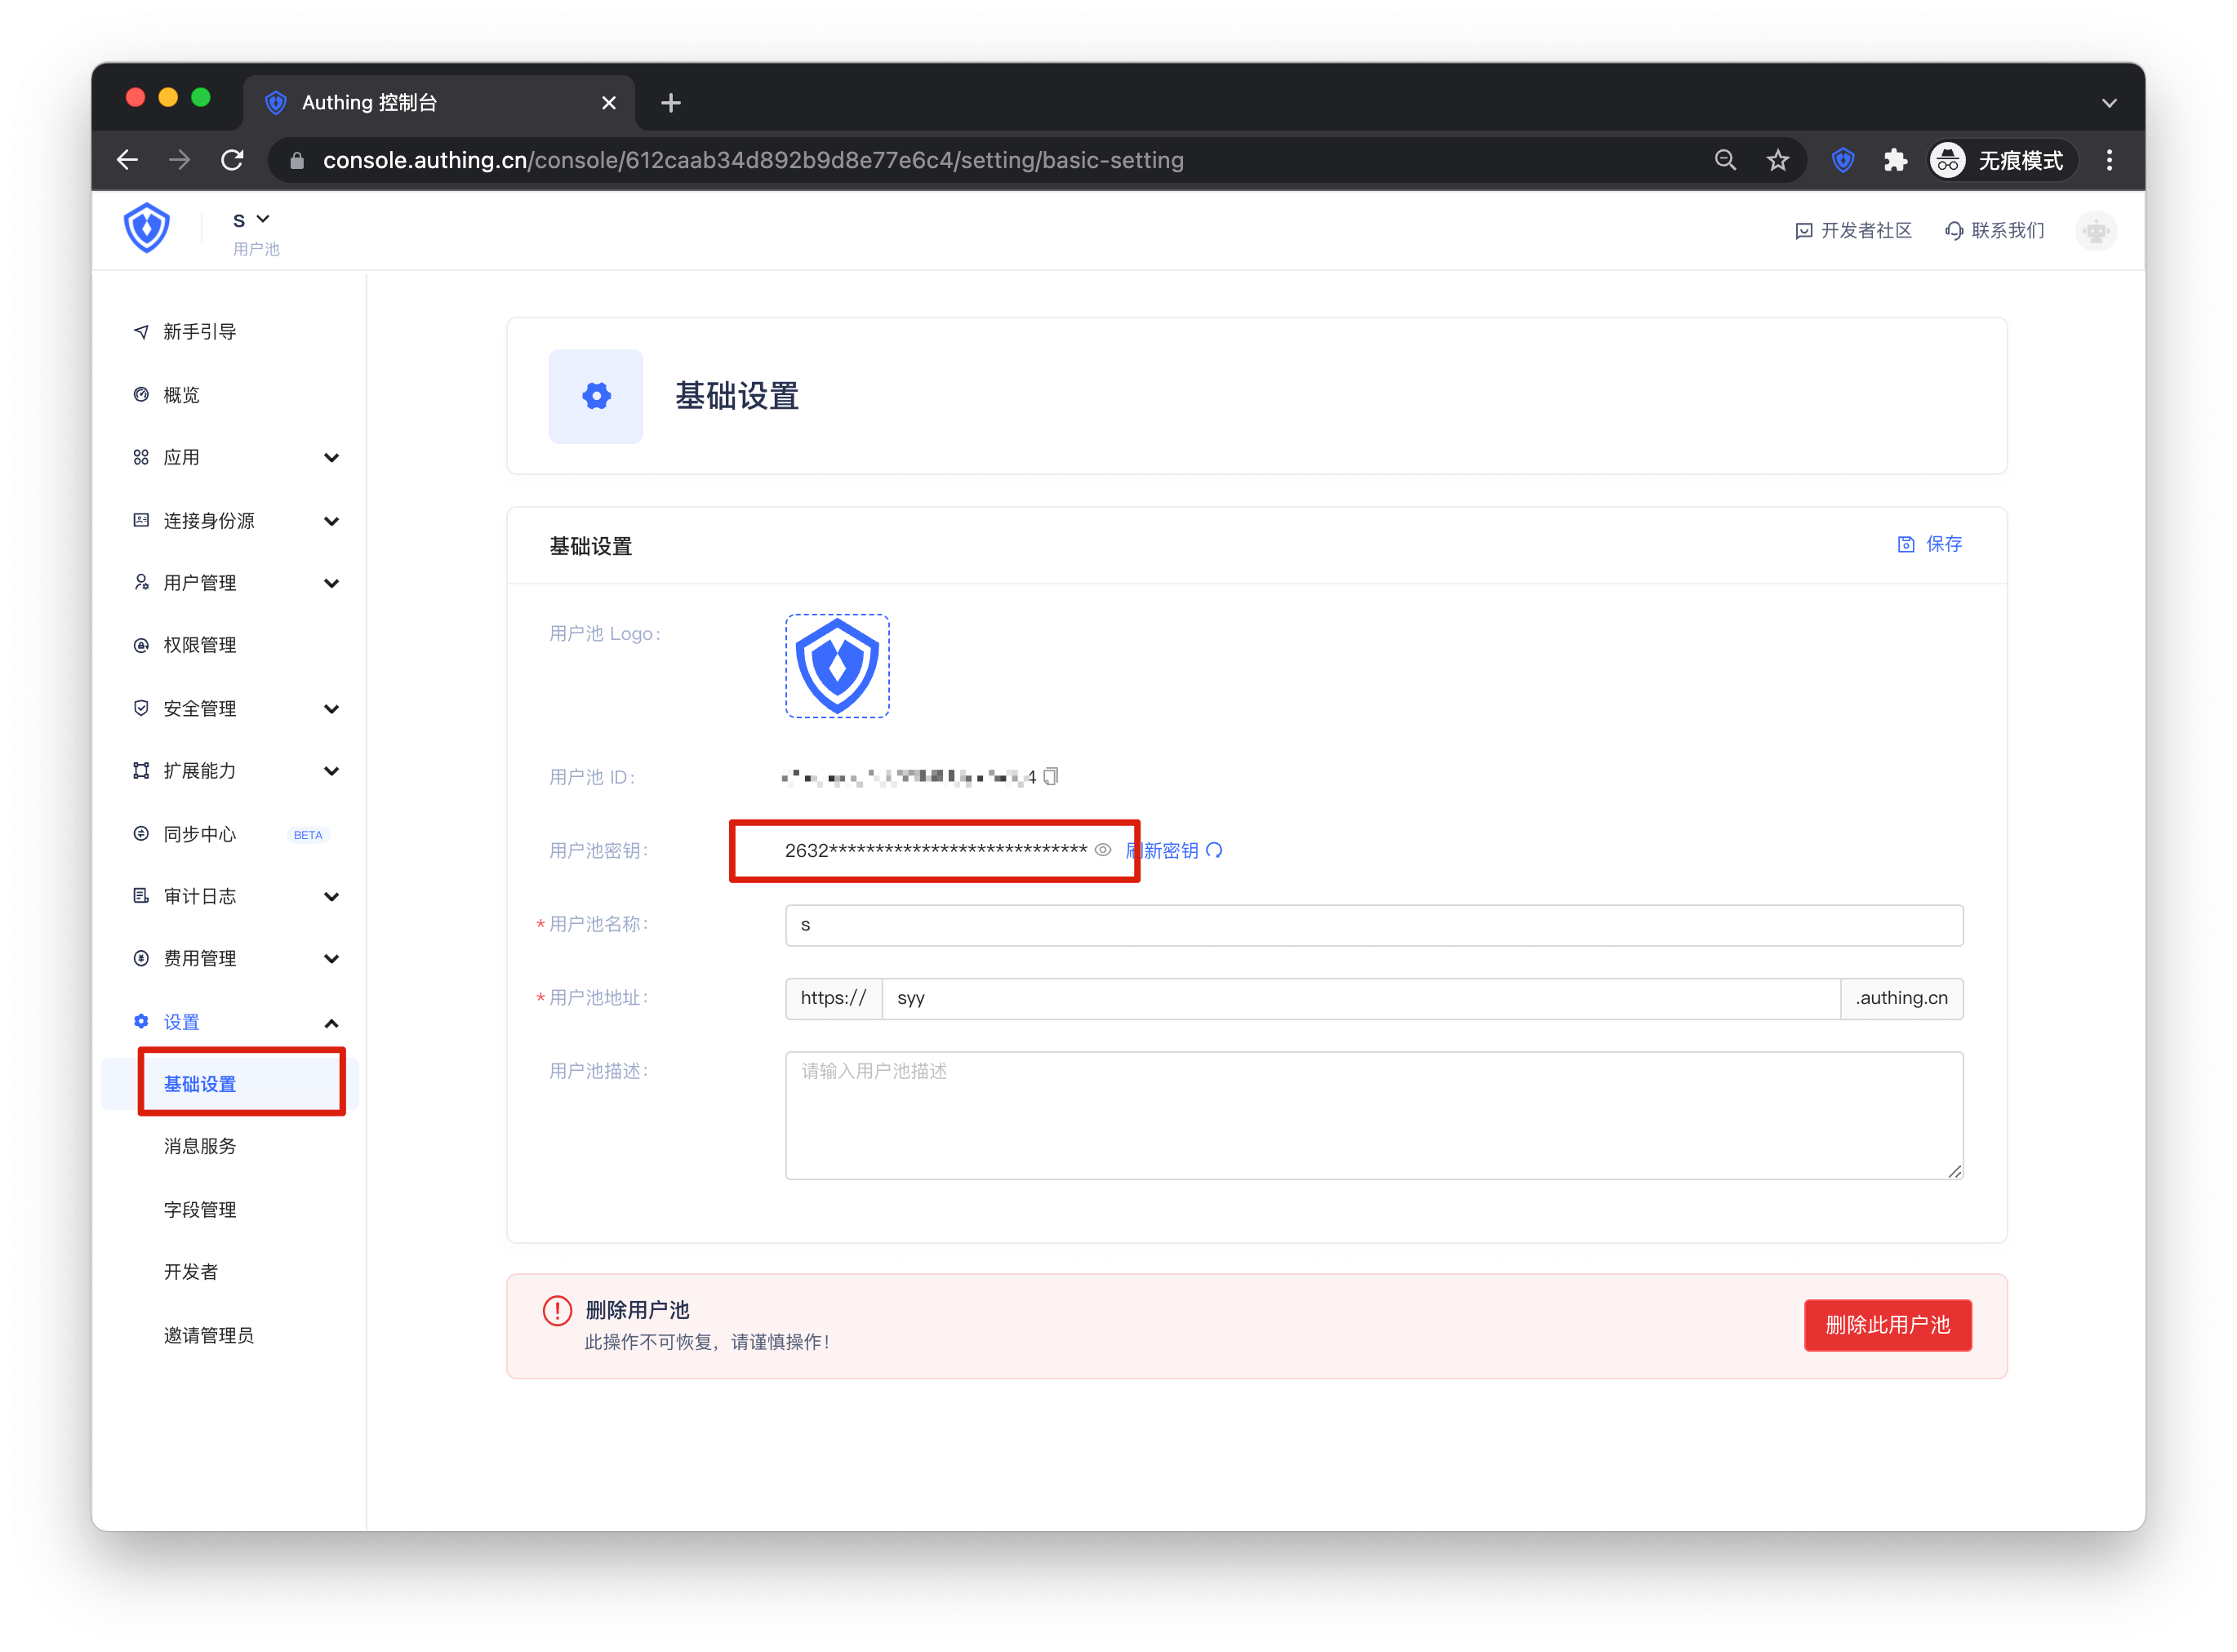 Authing 控制台
console.authing.cn/console/612caab34d892b9d8e77e6c4/setting/basic-setting
无痕模式
s
用户池
开发者社区
联系我们
新手引导
概览
应用
连接身份源
用户管理
权限管理
安全管理
扩展能力
同步中心 BETA
审计日志
费用管理
设置
基础设置
消息服务
字段管理
开发者
邀请管理员
基础设置
基础设置
保存
用户池 Logo:
用户池 ID: 4
用户池密钥: 2632**************************** 刷新密钥
* 用户池名称: s
* 用户池地址: https:// syy .authing.cn
用户池描述: 请输入用户池描述
删除用户池
此操作不可恢复，请谨慎操作！
删除此用户池